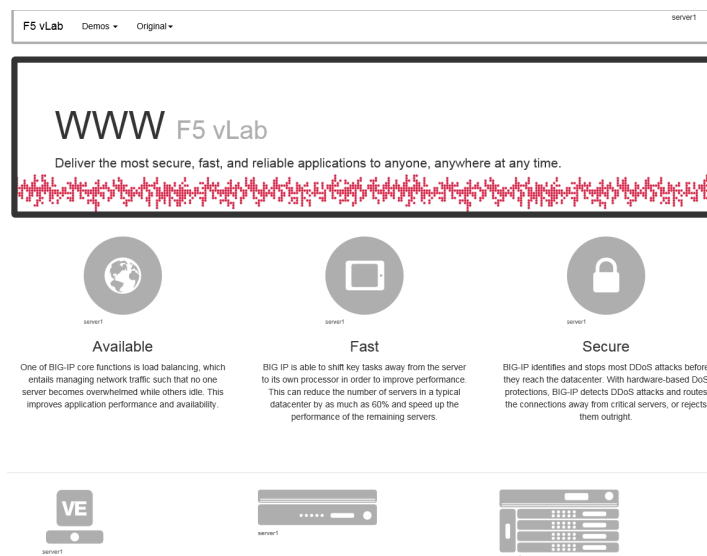 F5 vLab Demos Original server1
WWW F5 vLab
Deliver the most secure, fast, and reliable applications to anyone, anywhere at any time.
server1
Available
One of BIG-IP core functions is load balancing, which
entails managing network traffic such that no one
server becomes overwhelmed while others idle. This
improves application performance and availability.
server1
Fast
BIG IP is able to shift key tasks away from the server
to its own processor in order to improve performance.
This can reduce the number of servers in a typical
datacenter by as much as 60% and speed up the
performance of the remaining servers.
server1
Secure
BIG-IP identifies and stops most DDoS attacks before
they reach the datacenter. With hardware-based DoS
protections, BIG-IP detects DDoS attacks and routes
the connections away from critical servers, or rejects
them outright.
VE
server1
server1